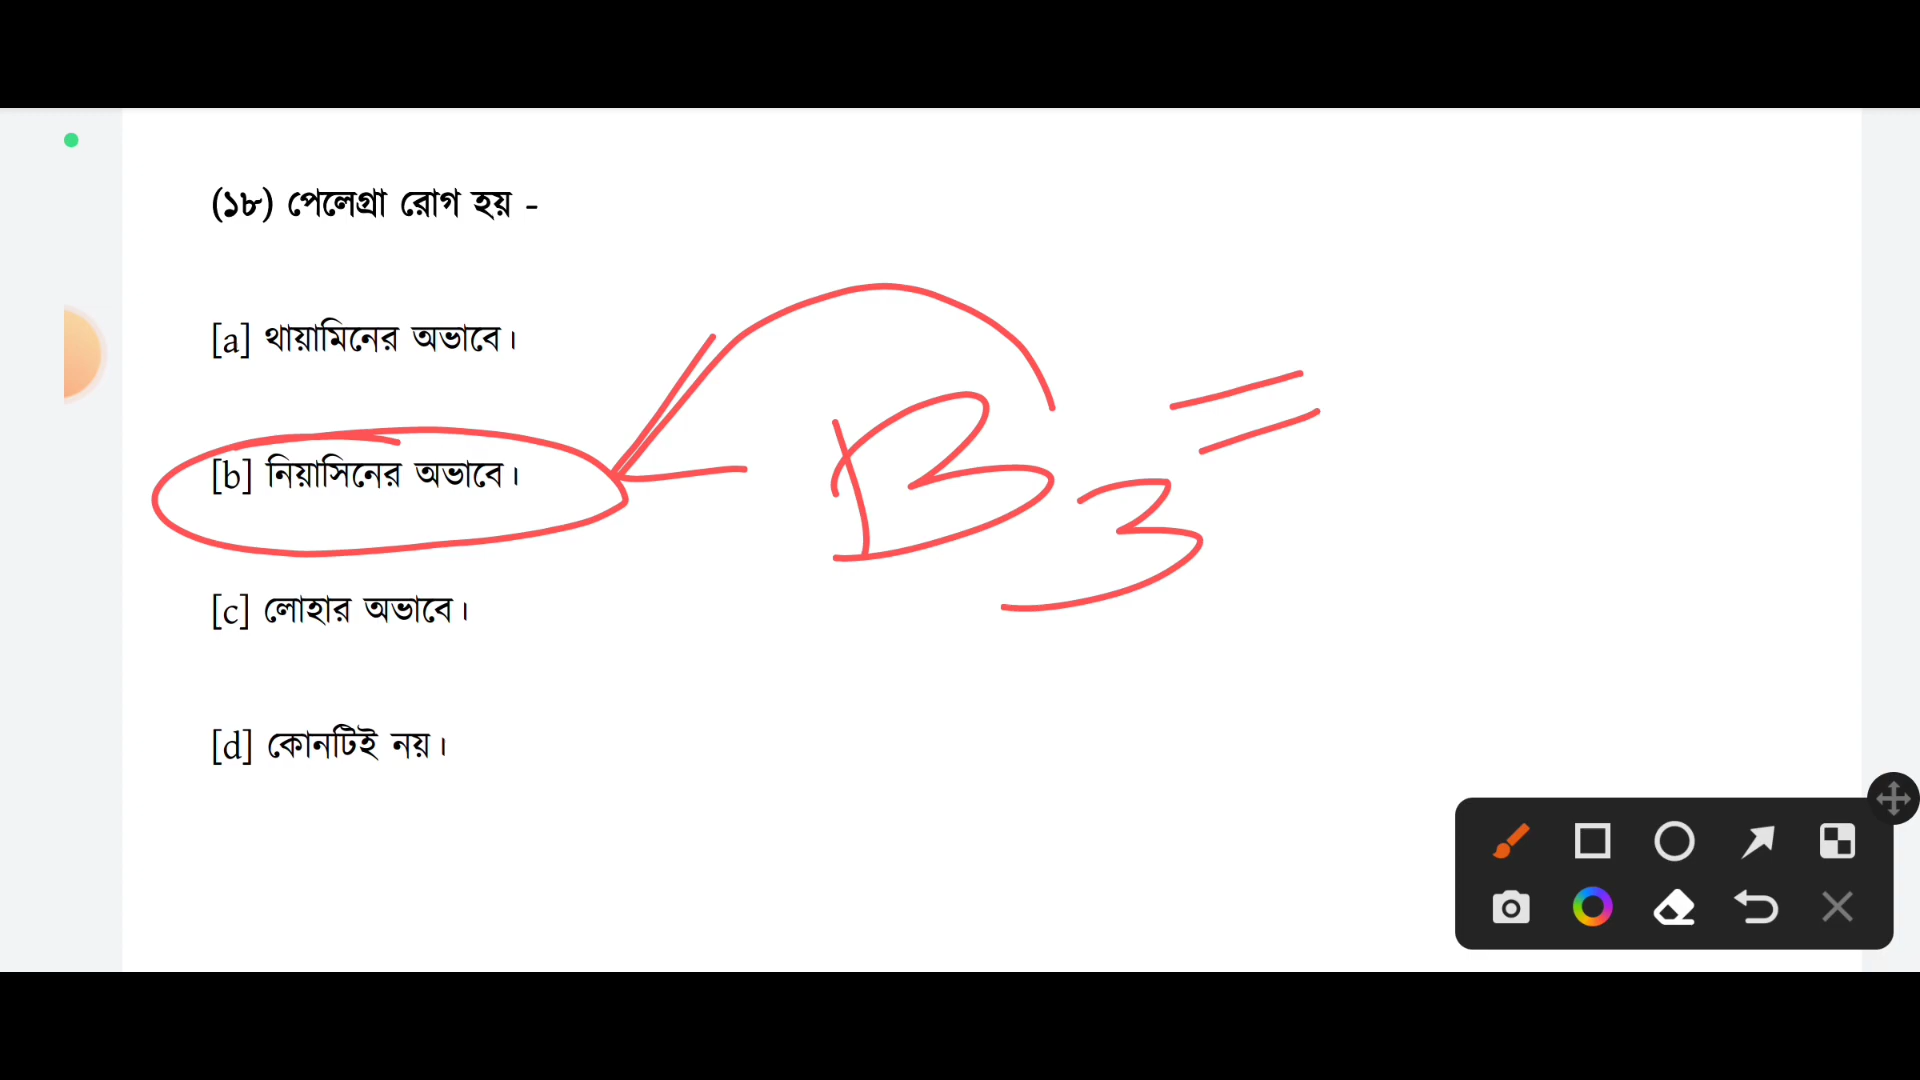 (১৮) পেলেগ্রা রোগ হয় -
[a] থায়ামিনের অভাবে।
[b] নিয়াসিনের অভাবে।
B3 =
[c] লোহার অভাবে।
[d] কোনটিই নয়।